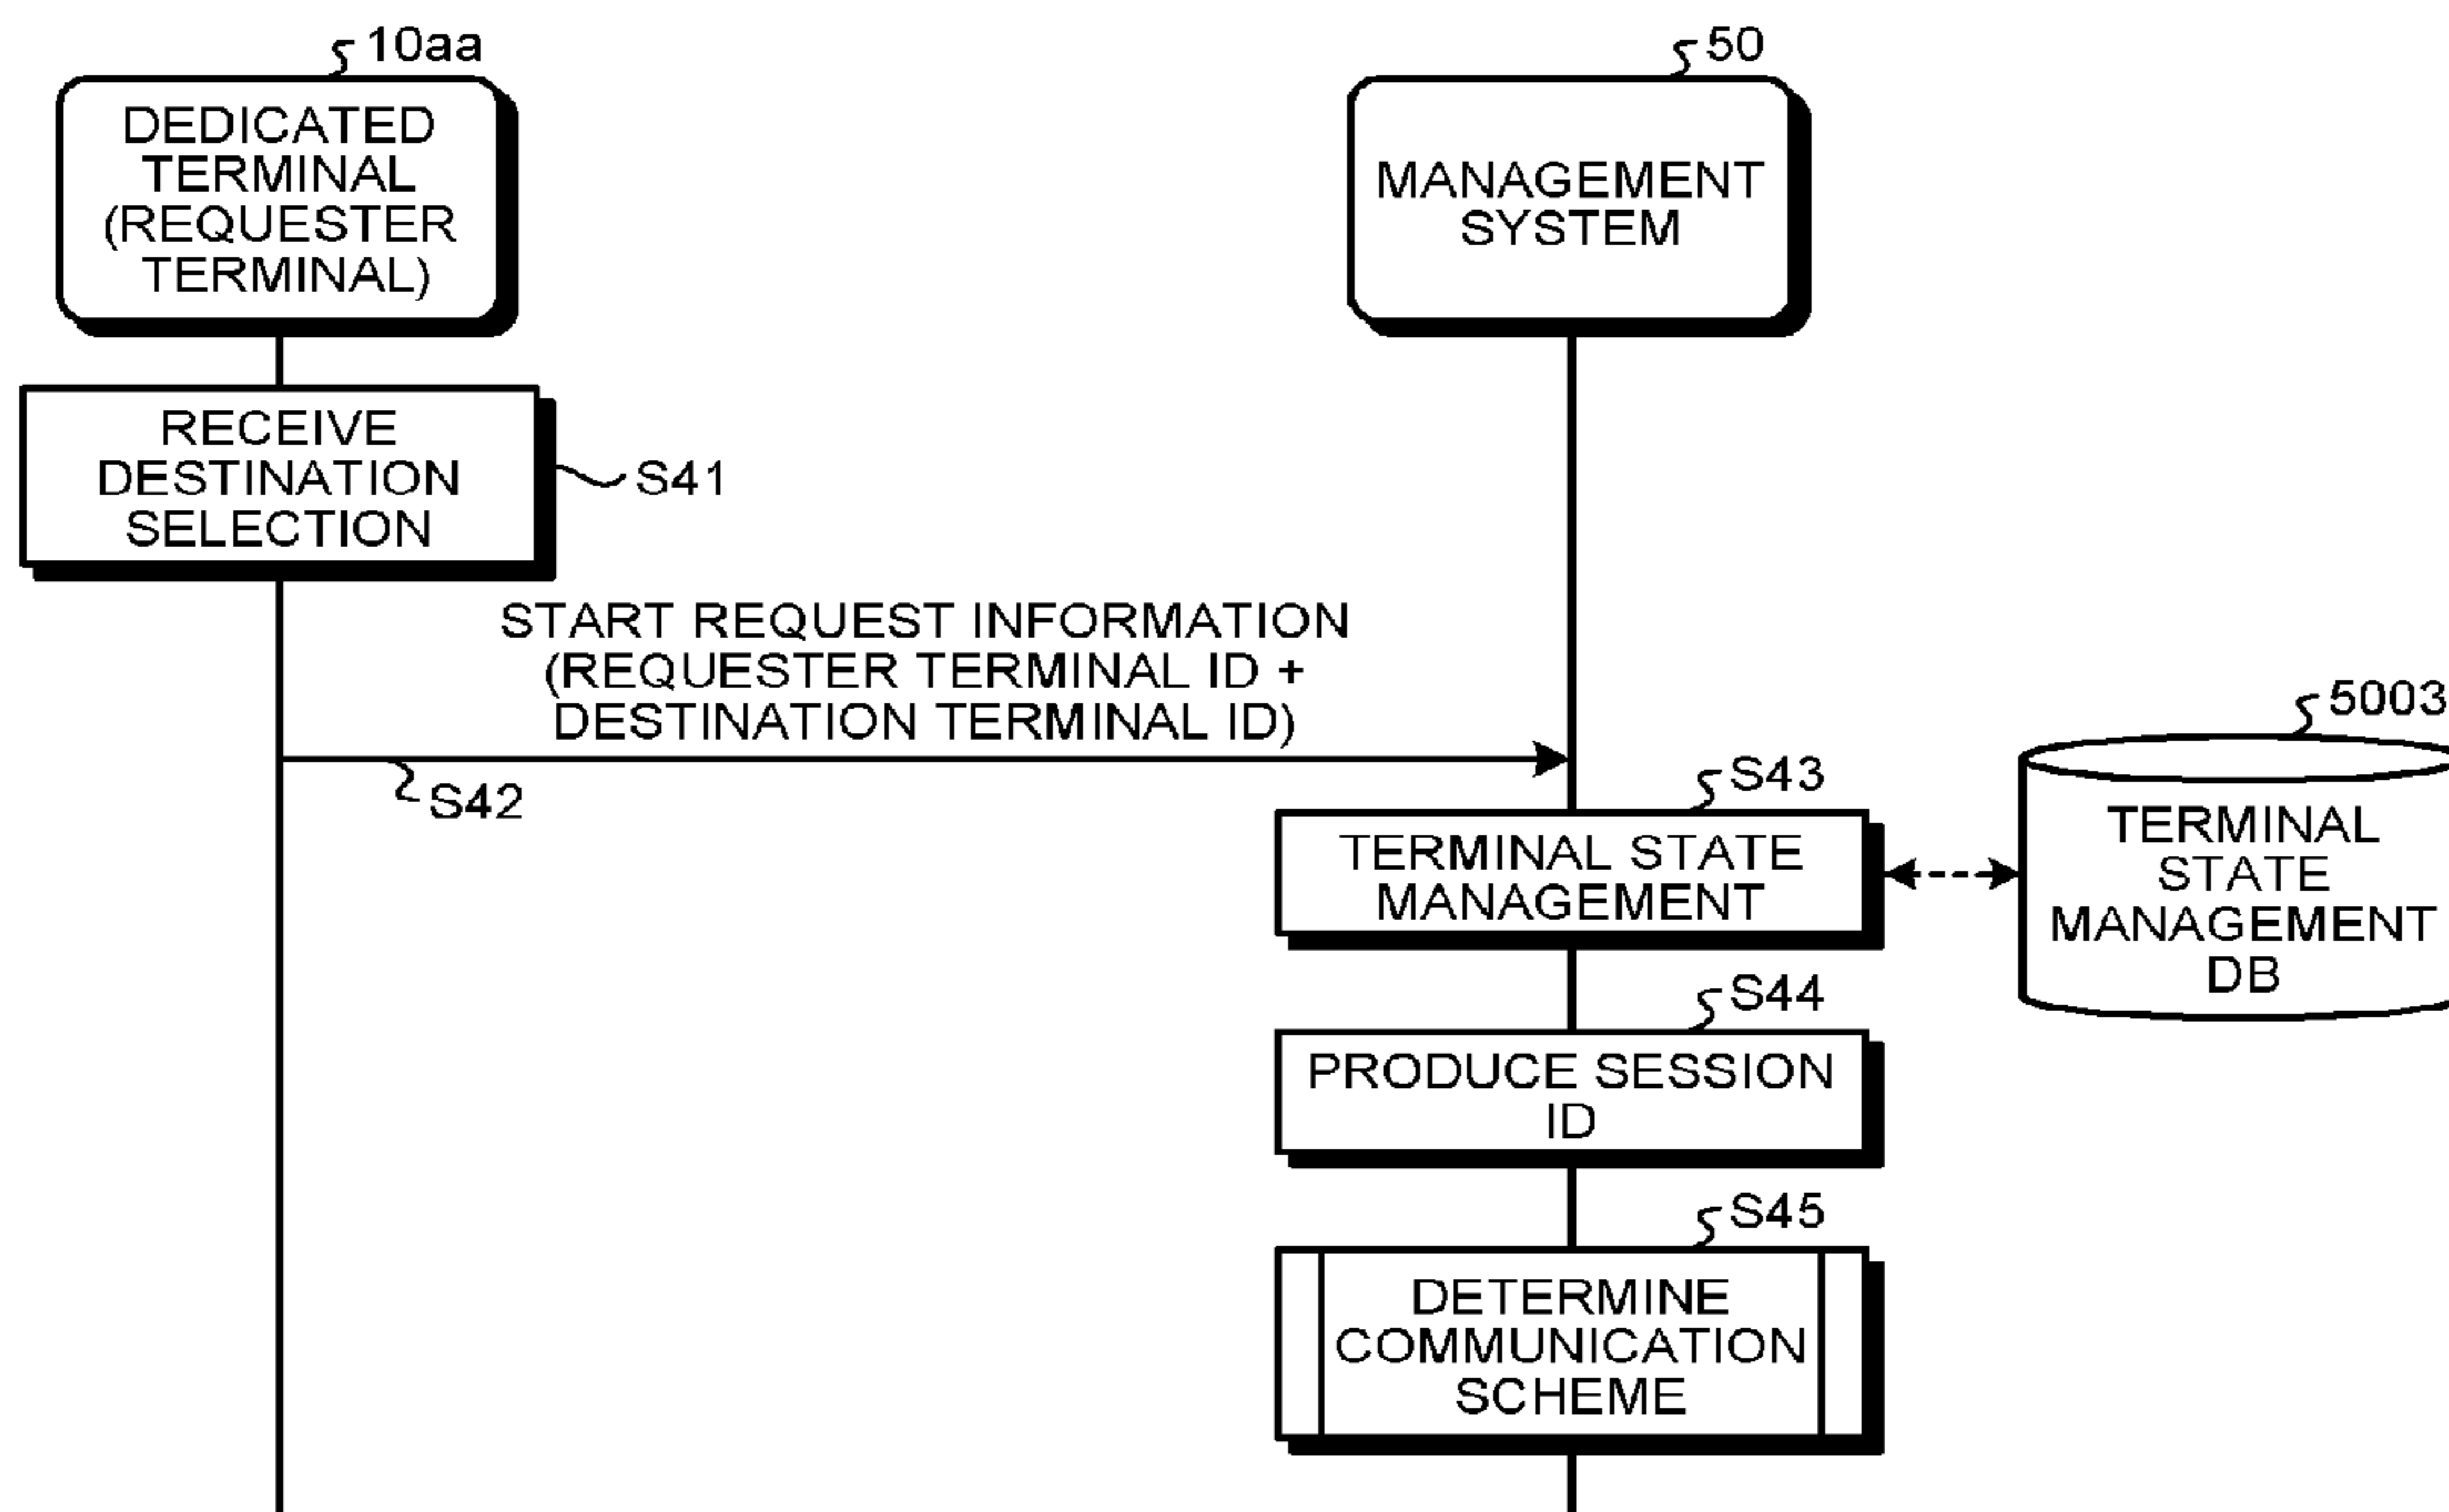 10aa
DEDICATED
TERMINAL
(REQUESTER
TERMINAL)
50
MANAGEMENT
SYSTEM
RECEIVE
DESTINATION
SELECTION
S41
START REQUEST INFORMATION
(REQUESTER TERMINAL ID +
DESTINATION TERMINAL ID)
S42
S43
TERMINAL STATE
MANAGEMENT
5003
TERMINAL
STATE
MANAGEMENT
DB
S44
PRODUCE SESSION
ID
S45
DETERMINE
COMMUNICATION
SCHEME